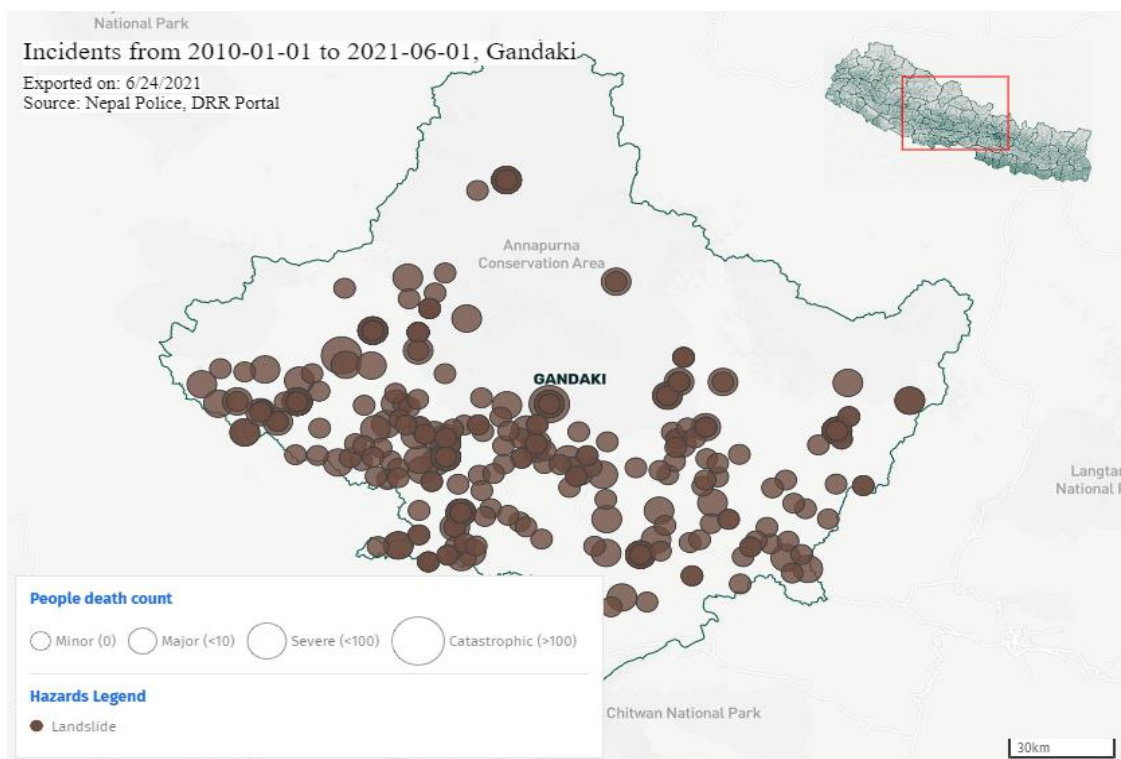 National Park
Incidents from 2010-01-01 to 2021-06-01, Gandaki
Exported on: 6/24/2021
Source: Nepal Police, DRR Portal
Annapurna
Conservation Area
GANDAKI
Langtan
National P
People death count
Minor (0)
Major (<10)
Severe (<100)
Catastrophic (>100)
Hazards Legend
Landslide
Chitwan National Park
30km